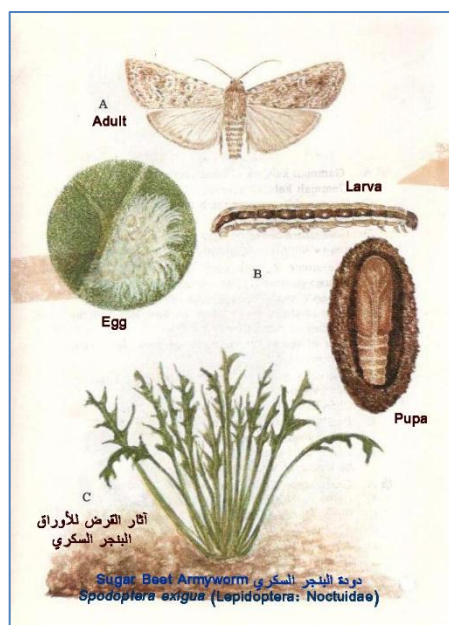 A
Adult
Larva
B
Egg
Pupa
C
آثار القرض للأوراق
البنجر السكري
Sugar Beet Armyworm دودة البنجر السكري
Spodoptera exigua (Lepidoptera: Noctuidae)